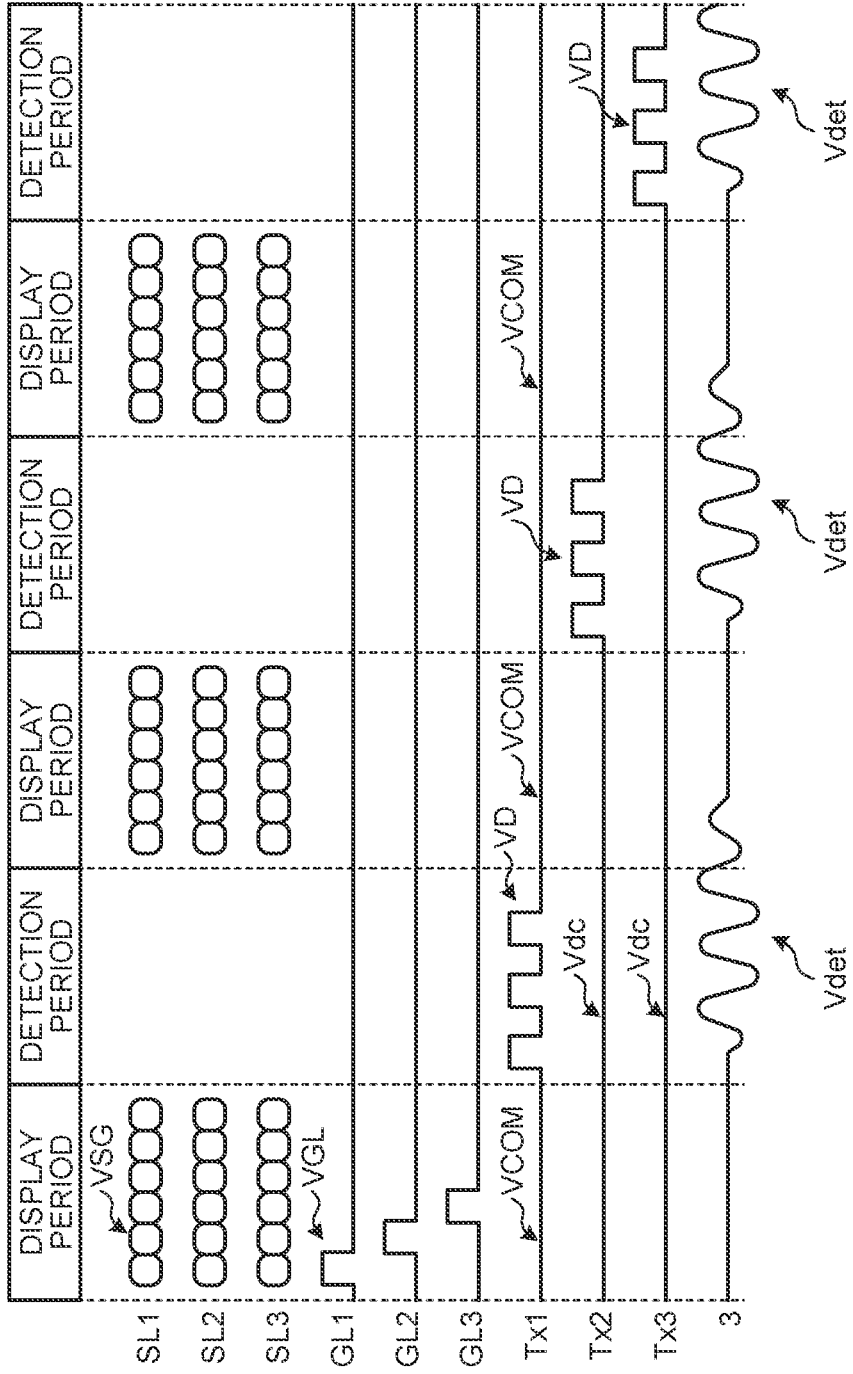 DISPLAY
PERIOD
DETECTION
PERIOD
DISPLAY
PERIOD
DETECTION
PERIOD
DISPLAY
PERIOD
DETECTION
PERIOD
VSG
SL1
SL2
SL3
VGL
GL1
GL2
GL3
VCOM
VD
VCOM
VCOM
Tx1
Vdc
VD
Tx2
Vdc
VD
Tx3
3
Vdet
Vdet
Vdet